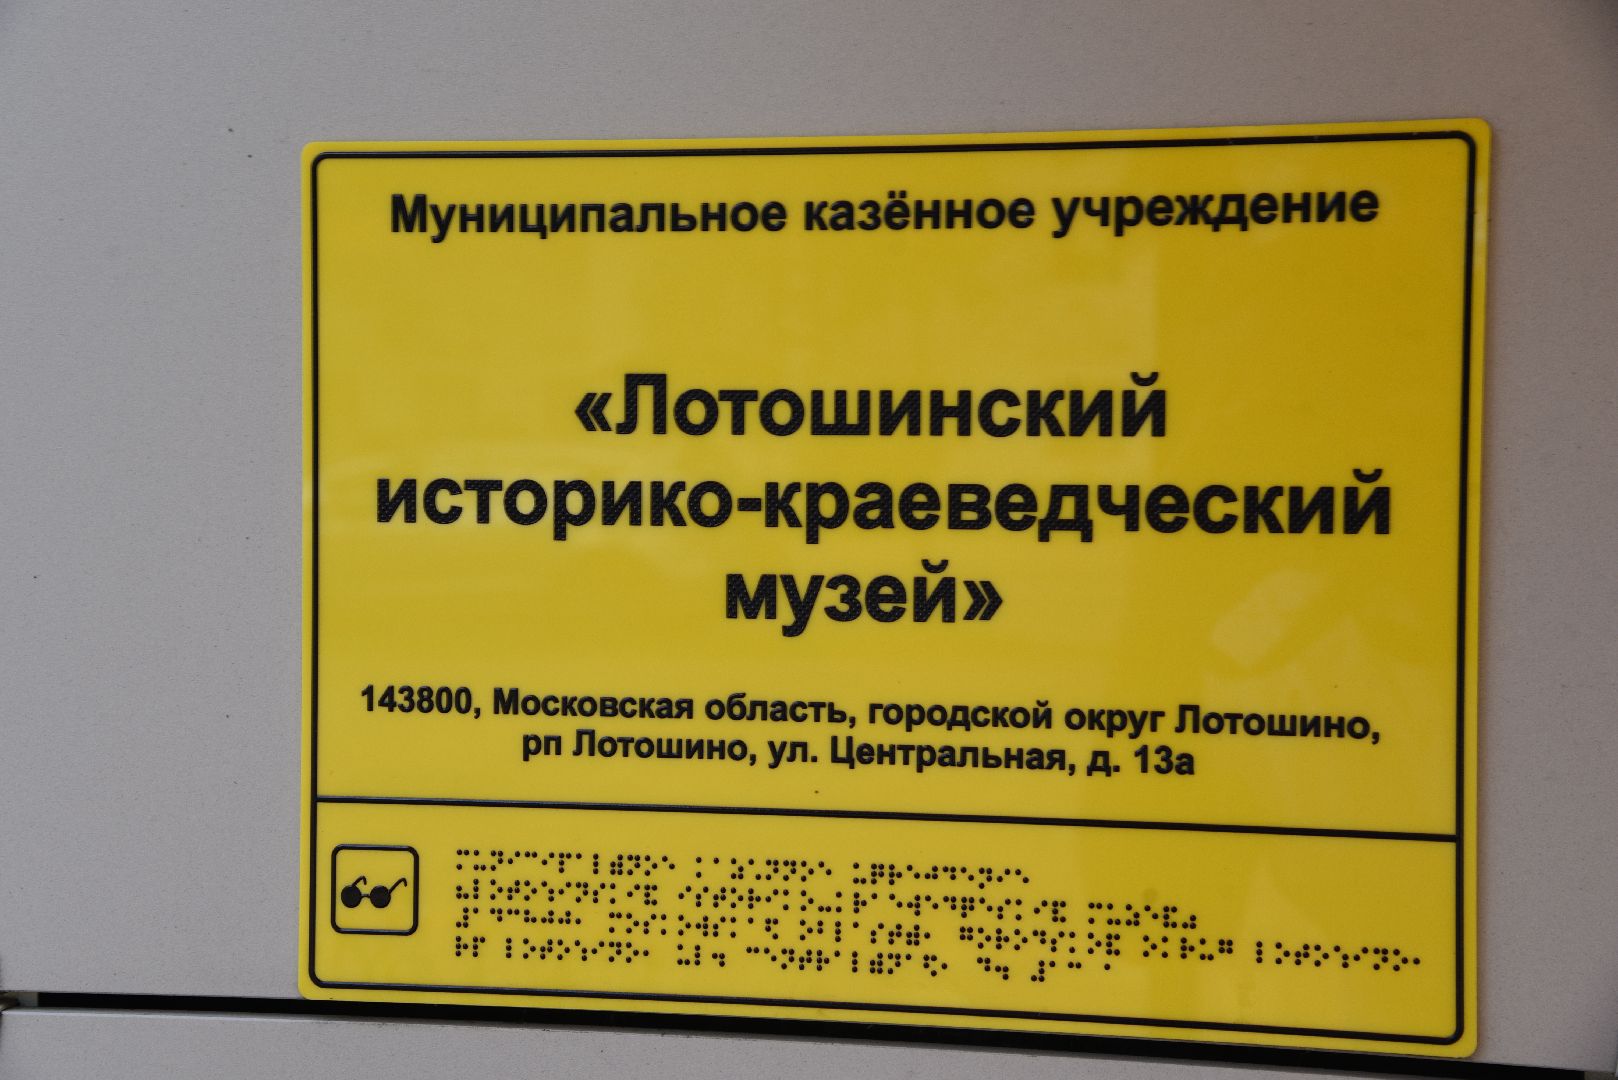 Муниципальное казённое учреждение
«Лотошинский
историко-краеведческий
музей»
143800, Московская область, городской округ Лотошино,
рп Лотошино, ул. Центральная, д. 13а